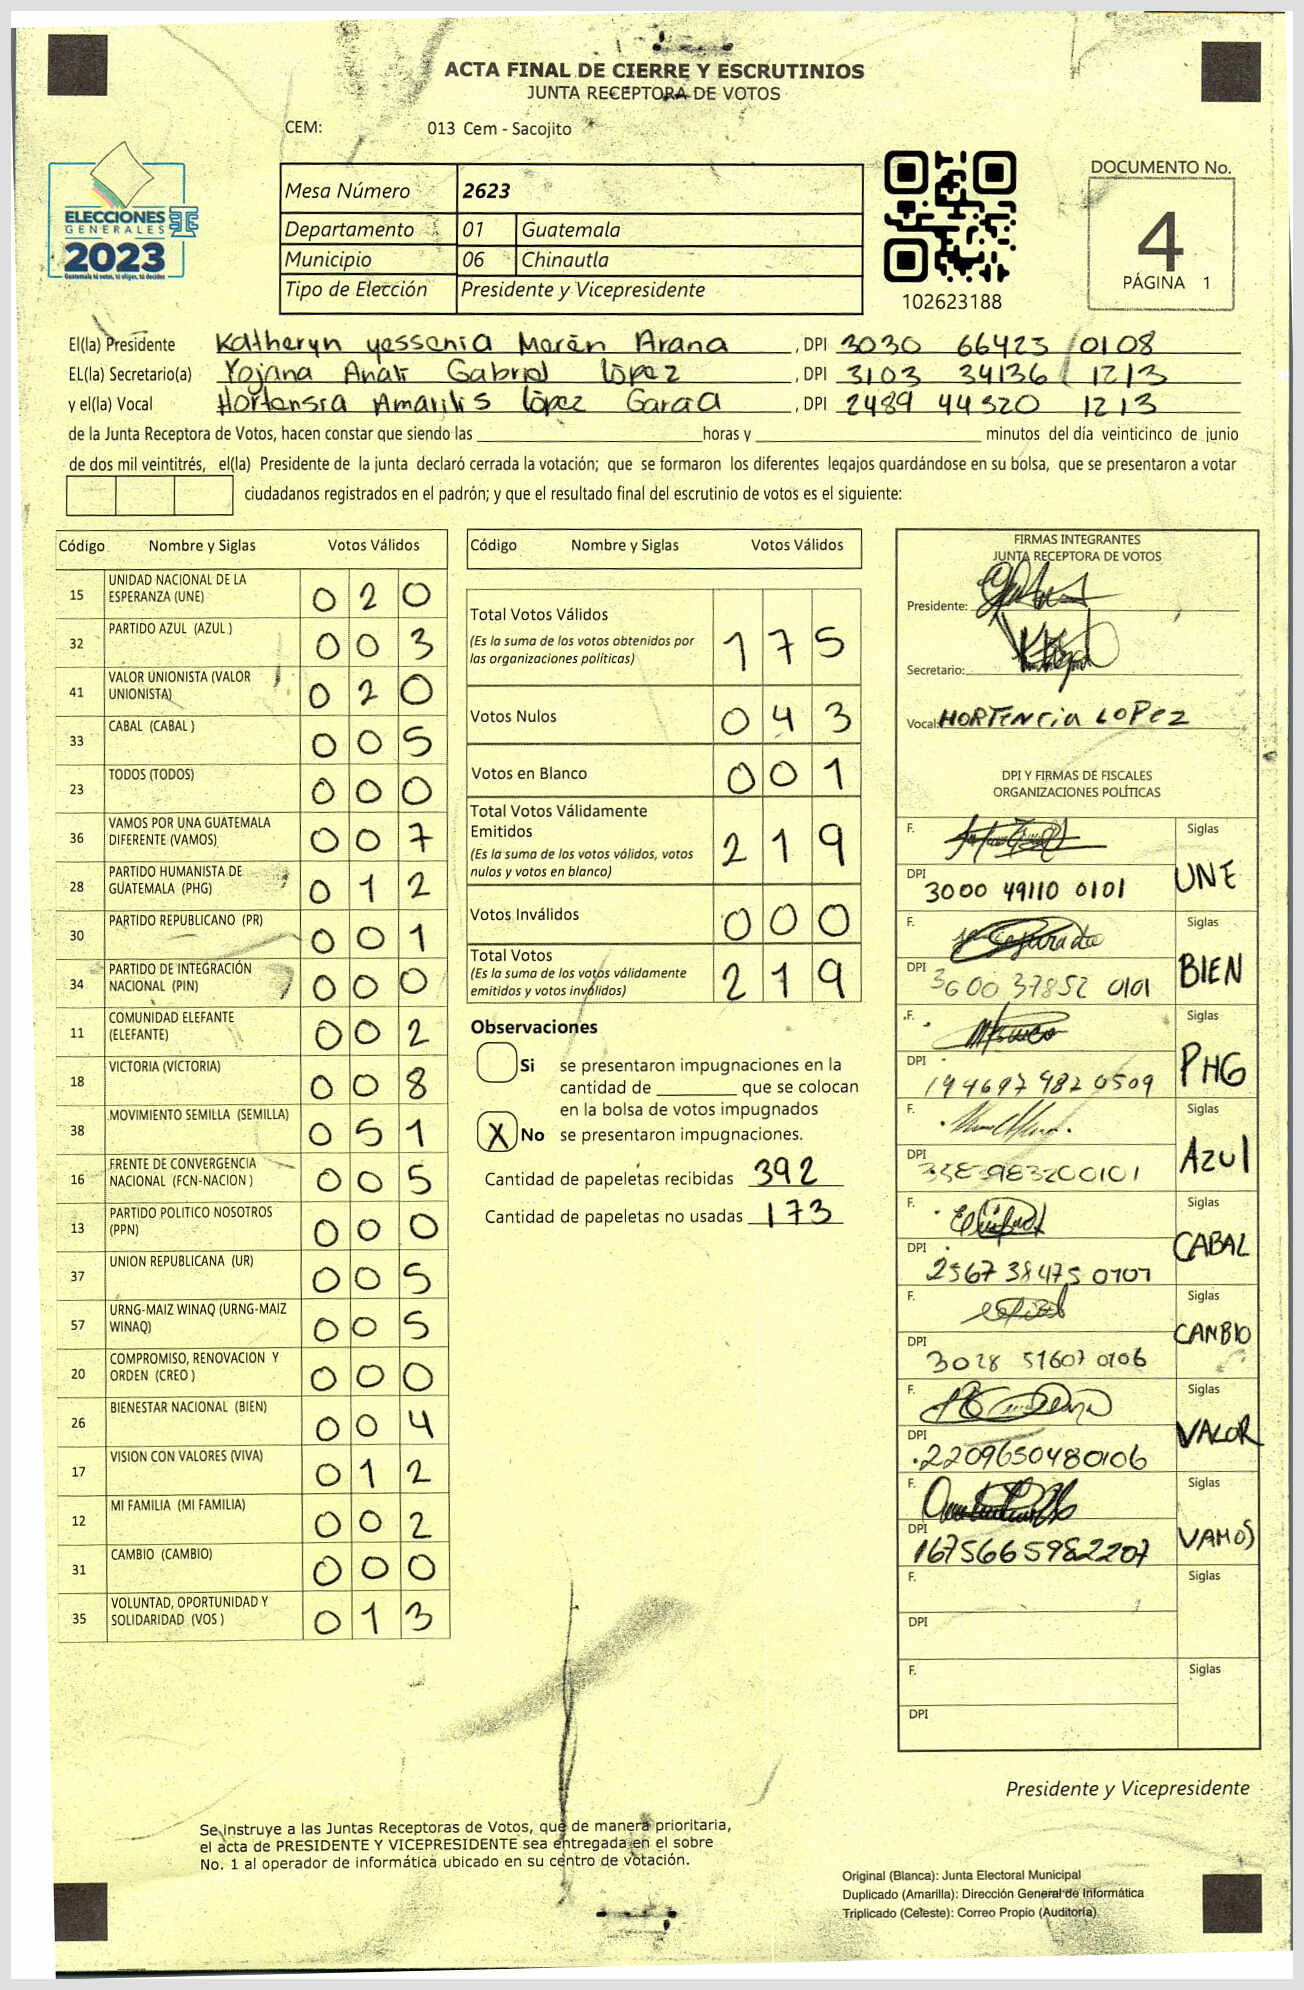 ACTA FINAL DE CIERRE Y ESCRUTINIOS
JUNTA RECEPTORA DE VOTOS
CEM: 013 Cem - Sacojito
ELECCIONES
GENERALES
2023
Guatemala tú votas, tú eliges, tú decides
Mesa Número 2623
Departamento 01 Guatemala
Municipio 06 Chinautla
Tipo de Elección Presidente y Vicepresidente
102623188
DOCUMENTO No.
4
PÁGINA 1
El(la) Presidente Katheryn yessenia Marén Arana , DPI 3030 66423 0108
EL(la) Secretario(a) Yojana Anali Gabriel López , DPI 3103 34136 1213
y el(la) Vocal Hortensia Amarilis López Garcia , DPI 2489 44320 1213
de la Junta Receptora de Votos, hacen constar que siendo las horas y minutos del día veinticinco de junio
de dos mil veintitrés, el(la) Presidente de la junta declaró cerrada la votación; que se formaron los diferentes legajos guardándose en su bolsa, que se presentaron a votar
ciudadanos registrados en el padrón; y que el resultado final del escrutinio de votos es el siguiente:
Código Nombre y Siglas Votos Válidos
15 UNIDAD NACIONAL DE LA ESPERANZA (UNE) 0 2 0
32 PARTIDO AZUL (AZUL ) 0 0 3
41 VALOR UNIONISTA (VALOR UNIONISTA) 0 2 0
33 CABAL (CABAL ) 0 0 5
23 TODOS (TODOS) 0 0 0
36 VAMOS POR UNA GUATEMALA DIFERENTE (VAMOS) 0 0 7
28 PARTIDO HUMANISTA DE GUATEMALA (PHG) 0 1 2
30 PARTIDO REPUBLICANO (PR) 0 0 1
34 PARTIDO DE INTEGRACIÓN NACIONAL (PIN) 0 0 0
11 COMUNIDAD ELEFANTE (ELEFANTE) 0 0 2
18 VICTORIA (VICTORIA) 0 0 8
38 MOVIMIENTO SEMILLA (SEMILLA) 0 5 1
16 FRENTE DE CONVERGENCIA NACIONAL (FCN-NACION ) 0 0 5
13 PARTIDO POLITICO NOSOTROS (PPN) 0 0 0
37 UNION REPUBLICANA (UR) 0 0 5
57 URNG-MAIZ WINAQ (URNG-MAIZ WINAQ) 0 0 5
20 COMPROMISO, RENOVACION Y ORDEN (CREO ) 0 0 0
26 BIENESTAR NACIONAL (BIEN) 0 0 4
17 VISION CON VALORES (VIVA) 0 1 2
12 MI FAMILIA (MI FAMILIA) 0 0 2
31 CAMBIO (CAMBIO) 0 0 0
35 VOLUNTAD, OPORTUNIDAD Y SOLIDARIDAD (VOS ) 0 1 3
Código Nombre y Siglas Votos Válidos
Total Votos Válidos 1 7 5
(Es la suma de los votos obtenidos por
las organizaciones políticas)
Votos Nulos 0 4 3
Votos en Blanco 0 0 1
Total Votos Válidamente
Emitidos 2 1 9
(Es la suma de los votos válidos, votos
nulos y votos en blanco)
Votos Inválidos 0 0 0
Total Votos 2 1 9
(Es la suma de los votos válidamente
emitidos y votos inválidos)
Observaciones
Si se presentaron impugnaciones en la
cantidad de que se colocan
en la bolsa de votos impugnados
X No se presentaron impugnaciones.
Cantidad de papeletas recibidas 392
Cantidad de papeletas no usadas 173
FIRMAS INTEGRANTES
JUNTA RECEPTORA DE VOTOS
Presidente:
Secretario:
Vocal: HORTENCIA LOPEZ
DPI Y FIRMAS DE FISCALES
ORGANIZACIONES POLÍTICAS
F. Siglas
DPI 3000 49110 0101 UNE
F. Siglas
DPI 3600 37852 0101 BIEN
F. Siglas
DPI 194697482 0509 PHG
F. Siglas
DPI AZUl
F. Siglas
DPI 2567 38475 0101 CABAL
F. Siglas
DPI 3028 51607 0106 CANBIO
F. Siglas
DPI 2209650480106 VALOR
F. Siglas
DPI 1675665982207 VAMOS
F. Siglas
DPI
F. Siglas
DPI
Presidente y Vicepresidente
Se instruye a las Juntas Receptoras de Votos, que de manera prioritaria,
el acta de PRESIDENTE Y VICEPRESIDENTE sea entregada en el sobre
No. 1 al operador de informática ubicado en su centro de votación.
Original (Blanca): Junta Electoral Municipal
Duplicado (Amarilla): Dirección General de Informática
Triplicado (Celeste): Correo Propio (Auditoría)